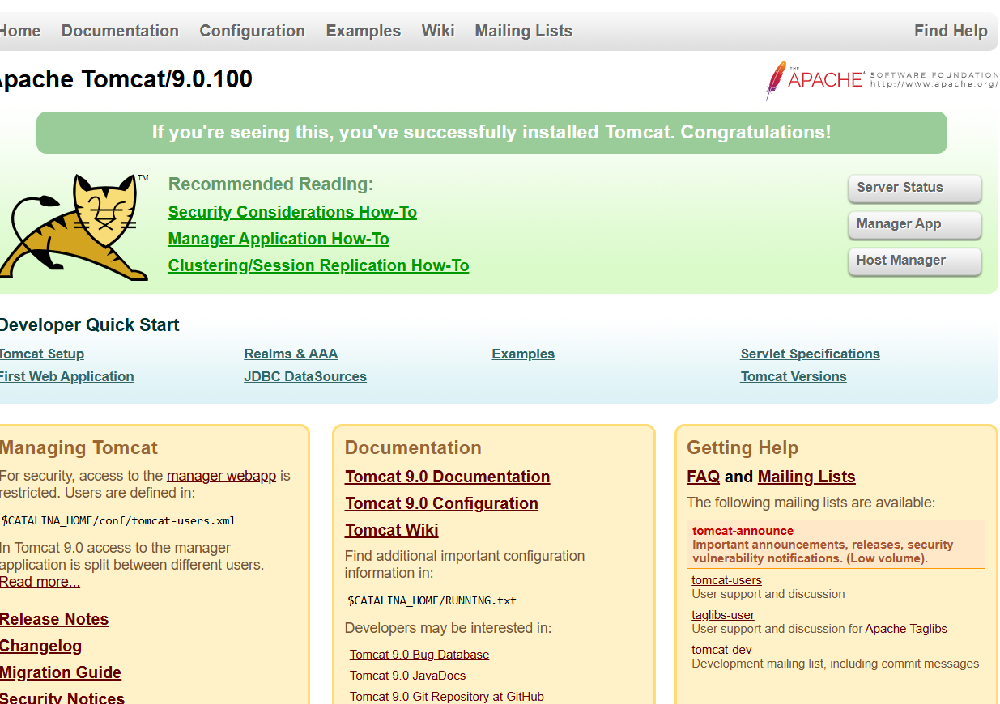 Home Documentation Configuration Examples Wiki Mailing Lists Find Help
Apache Tomcat/9.0.100
THE
APACHE SOFTWARE FOUNDATION
http://www.apache.org/
If you're seeing this, you've successfully installed Tomcat. Congratulations!
TM
Recommended Reading:
Security Considerations How-To
Manager Application How-To
Clustering/Session Replication How-To
Server Status
Manager App
Host Manager
Developer Quick Start
Tomcat Setup
First Web Application
Realms & AAA
JDBC DataSources
Examples
Servlet Specifications
Tomcat Versions
Managing Tomcat
For security, access to the manager webapp is
restricted. Users are defined in:
$CATALINA_HOME/conf/tomcat-users.xml
In Tomcat 9.0 access to the manager
application is split between different users.
Read more...
Release Notes
Changelog
Migration Guide
Security Notices
Documentation
Tomcat 9.0 Documentation
Tomcat 9.0 Configuration
Tomcat Wiki
Find additional important configuration
information in:
$CATALINA_HOME/RUNNING.txt
Developers may be interested in:
Tomcat 9.0 Bug Database
Tomcat 9.0 JavaDocs
Tomcat 9.0 Git Repository at GitHub
Getting Help
FAQ and Mailing Lists
The following mailing lists are available:
tomcat-announce
Important announcements, releases, security
vulnerability notifications. (Low volume).
tomcat-users
User support and discussion
taglibs-user
User support and discussion for Apache Taglibs
tomcat-dev
Development mailing list, including commit messages